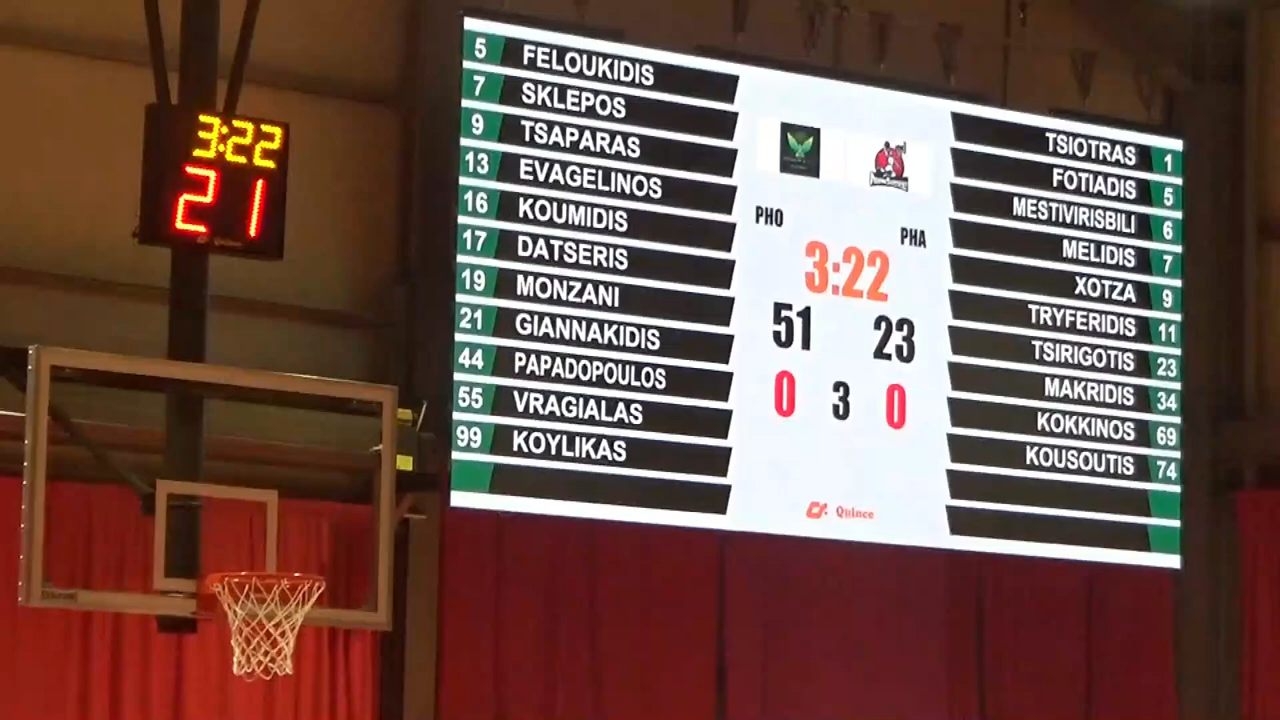 3:22
21
Quince
5 FELOUKIDIS
7 SKLEPOS
9 TSAPARAS
13 EVAGELINOS
16 KOUMIDIS
17 DATSERIS
19 MONZANI
21 GIANNAKIDIS
44 PAPADOPOULOS
55 VRAGIALAS
99 KOYLIKAS
PHO PHA
3:22
51 23
0 3 0
Quince
TSIOTRAS 1
FOTIADIS 5
MESTIVIRISBILI 6
MELIDIS 7
XOTZA 9
TRYFERIDIS 11
TSIRIGOTIS 23
MAKRIDIS 34
KOKKINOS 69
KOUSOUTIS 74